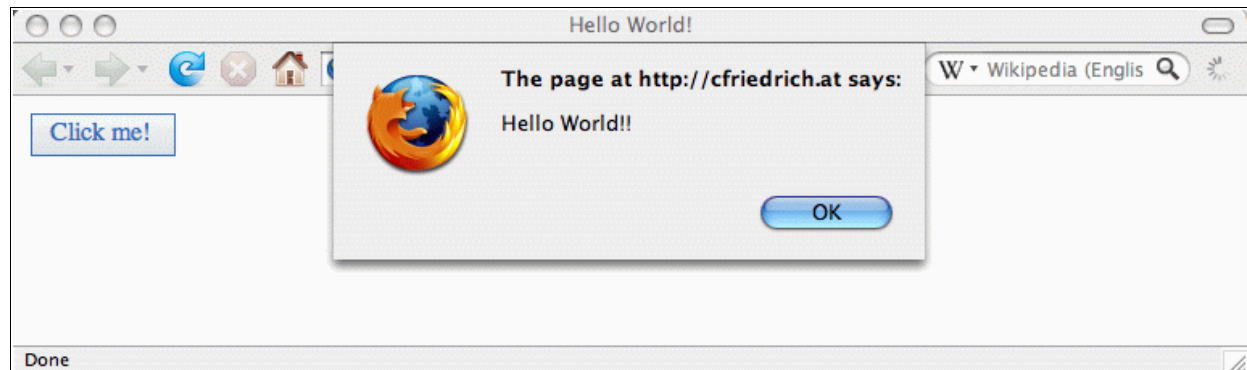 Hello World!
W Wikipedia (Englis
The page at http://cfriedrich.at says:
Hello World!!
Click me!
OK
Done